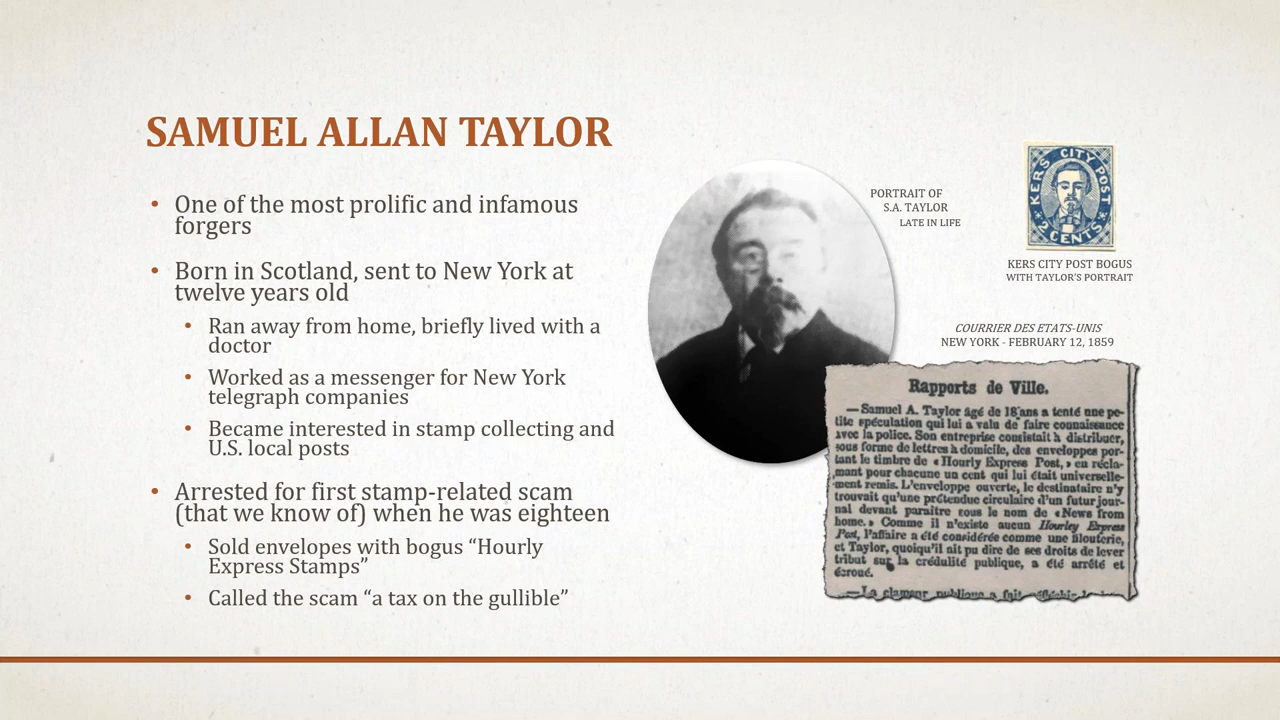 SAMUEL ALLAN TAYLOR
• One of the most prolific and infamous
forgers
• Born in Scotland, sent to New York at
twelve years old
• Ran away from home, briefly lived with a
doctor
• Worked as a messenger for New York
telegraph companies
• Became interested in stamp collecting and
U.S. local posts
• Arrested for first stamp-related scam
(that we know of) when he was eighteen
• Sold envelopes with bogus “Hourly
Express Stamps”
• Called the scam “a tax on the gullible”
PORTRAIT OF
S.A. TAYLOR
LATE IN LIFE
KERS CITY POST
2 CENTS
KERS CITY POST BOGUS
WITH TAYLOR'S PORTRAIT
COURRIER DES ETATS-UNIS
NEW YORK - FEBRUARY 12, 1859
Rapports de Ville.
—Samuel A. Taylor âgé de 18 ans a tenté une pe-
tite spéculation qui lui a valu de faire connaissance
avec la police. Son entreprise consistait à distribuer,
sous forme de lettres à domicile, des enveloppes por-
tant le timbre de « Hourly Express Post, » en récla-
mant pour chacune un cent qui lui était universelle-
ment remis. L'enveloppe ouverte, le destinataire n'y
trouvait qu'une prétendue circulaire d'un futur jour-
nal devant paraître sous le nom de «News from
home. » Comme il n'existe aucun Hourley Express
Post, l'affaire a été considérée comme une filouterie,
et Taylor, quoiqu'il ait pu dire de ses droits de lever
tribut sur la crédulité publique, a été arrêté et
écroué.
—La clameur publique a fait